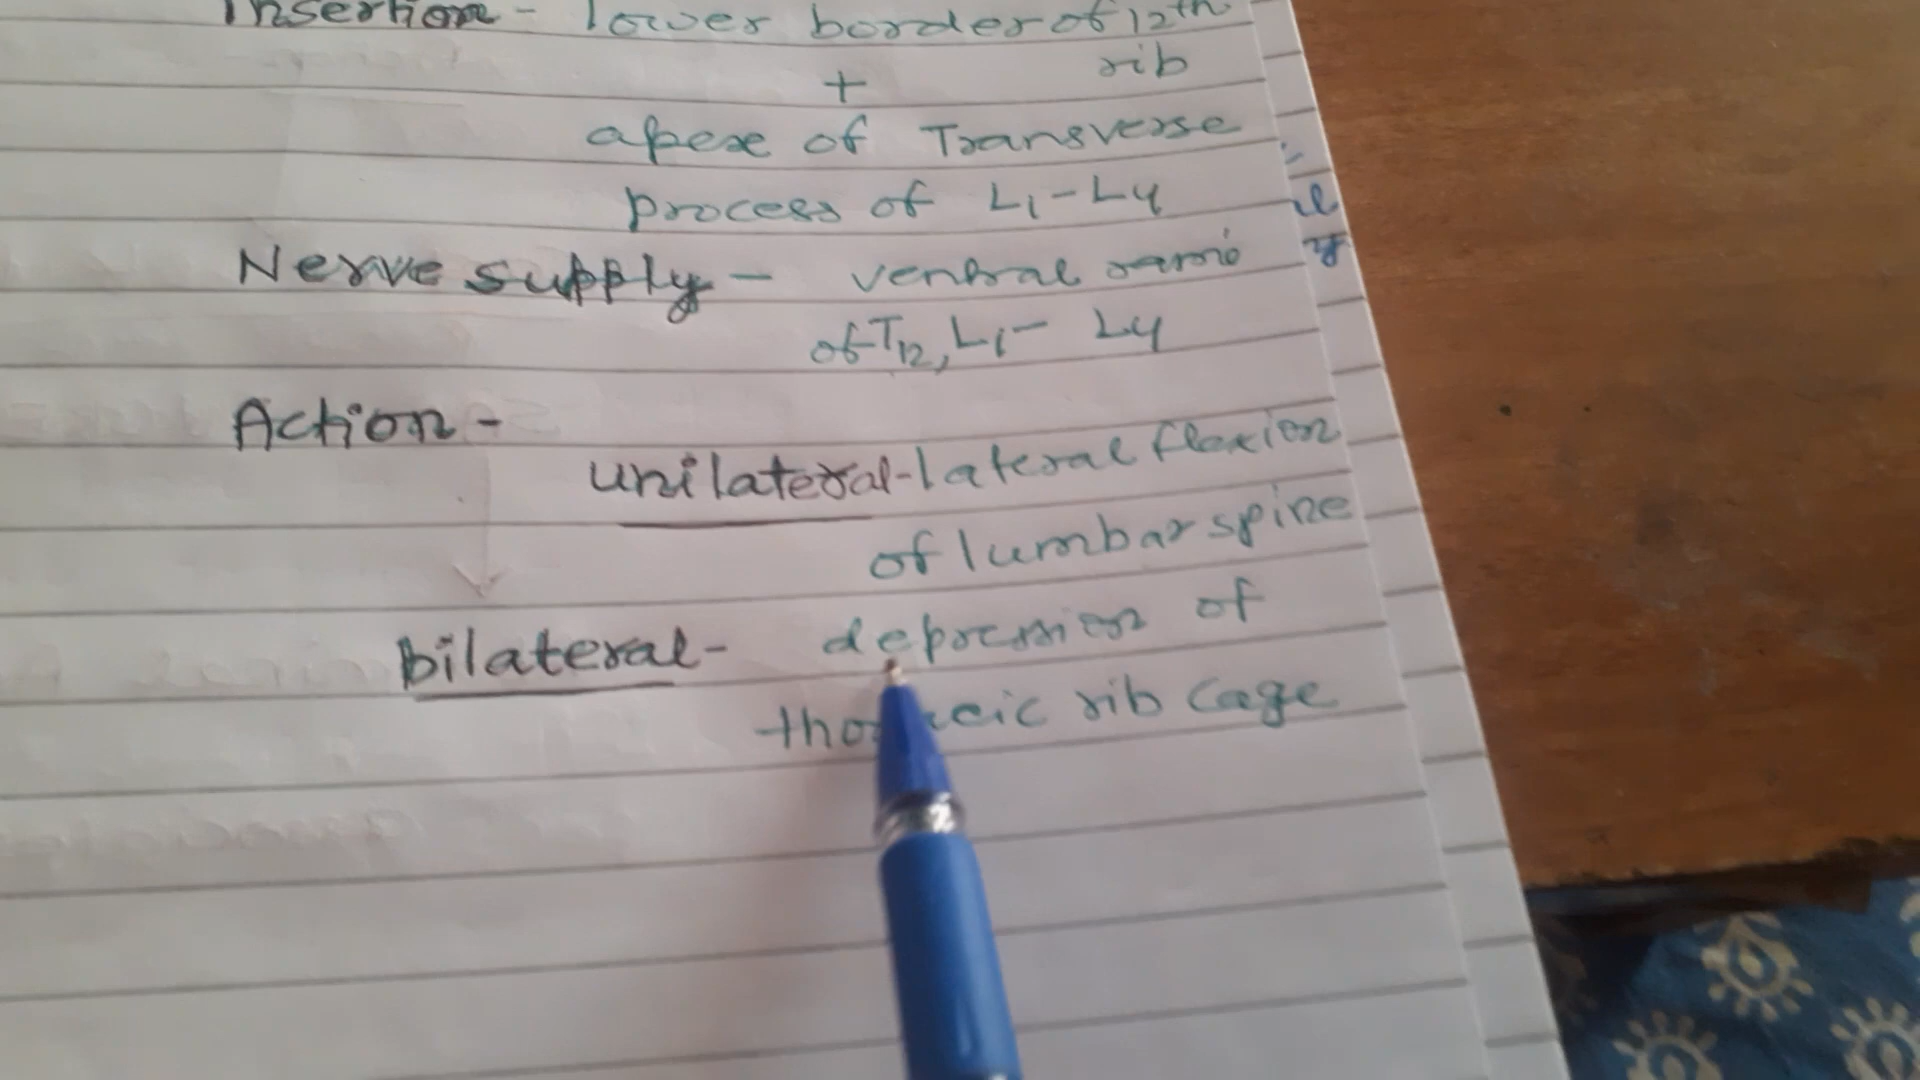 Insertion - lower border of 12th
rib
+
apex of Transverse
process of L1-L4
Nerve supply - ventral rami
of T12, L1- L4
Action -
unilateral - lateral flexion
of lumbar spine
Bilateral - depression of
thoracic rib cage